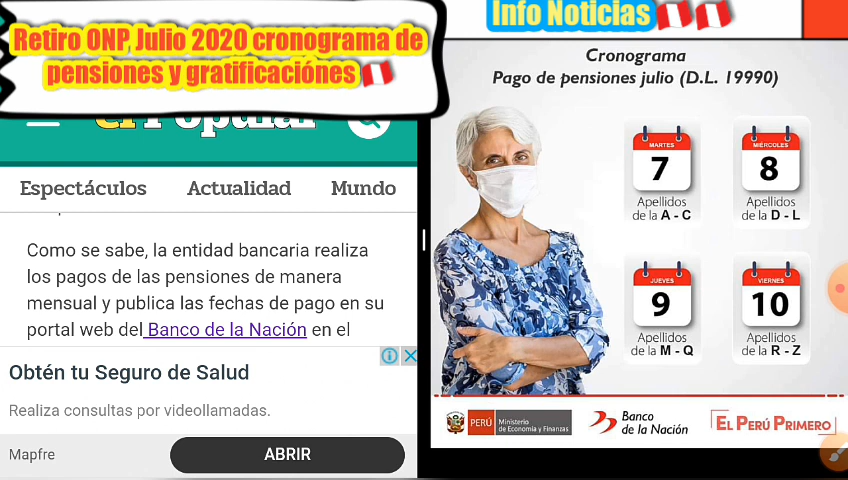 Retiro ONP Julio 2020 cronograma de
pensiones y gratificaciónes
el Popular
Espectáculos Actualidad Mundo
Como se sabe, la entidad bancaria realiza
los pagos de las pensiones de manera
mensual y publica las fechas de pago en su
portal web del Banco de la Nación en el
Obtén tu Seguro de Salud
Realiza consultas por videollamadas.
Mapfre
ABRIR
Info Noticias
Cronograma
Pago de pensiones julio (D.L. 19990)
MARTES
7
Apellidos
de la A - C
MIÉRCOLES
8
Apellidos
de la D - L
JUEVES
9
Apellidos
de la M - Q
VIERNES
10
Apellidos
de la R - Z
PERÚ
Ministerio
de Economía y Finanzas
Banco
de la Nación
EL PERÚ PRIMERO